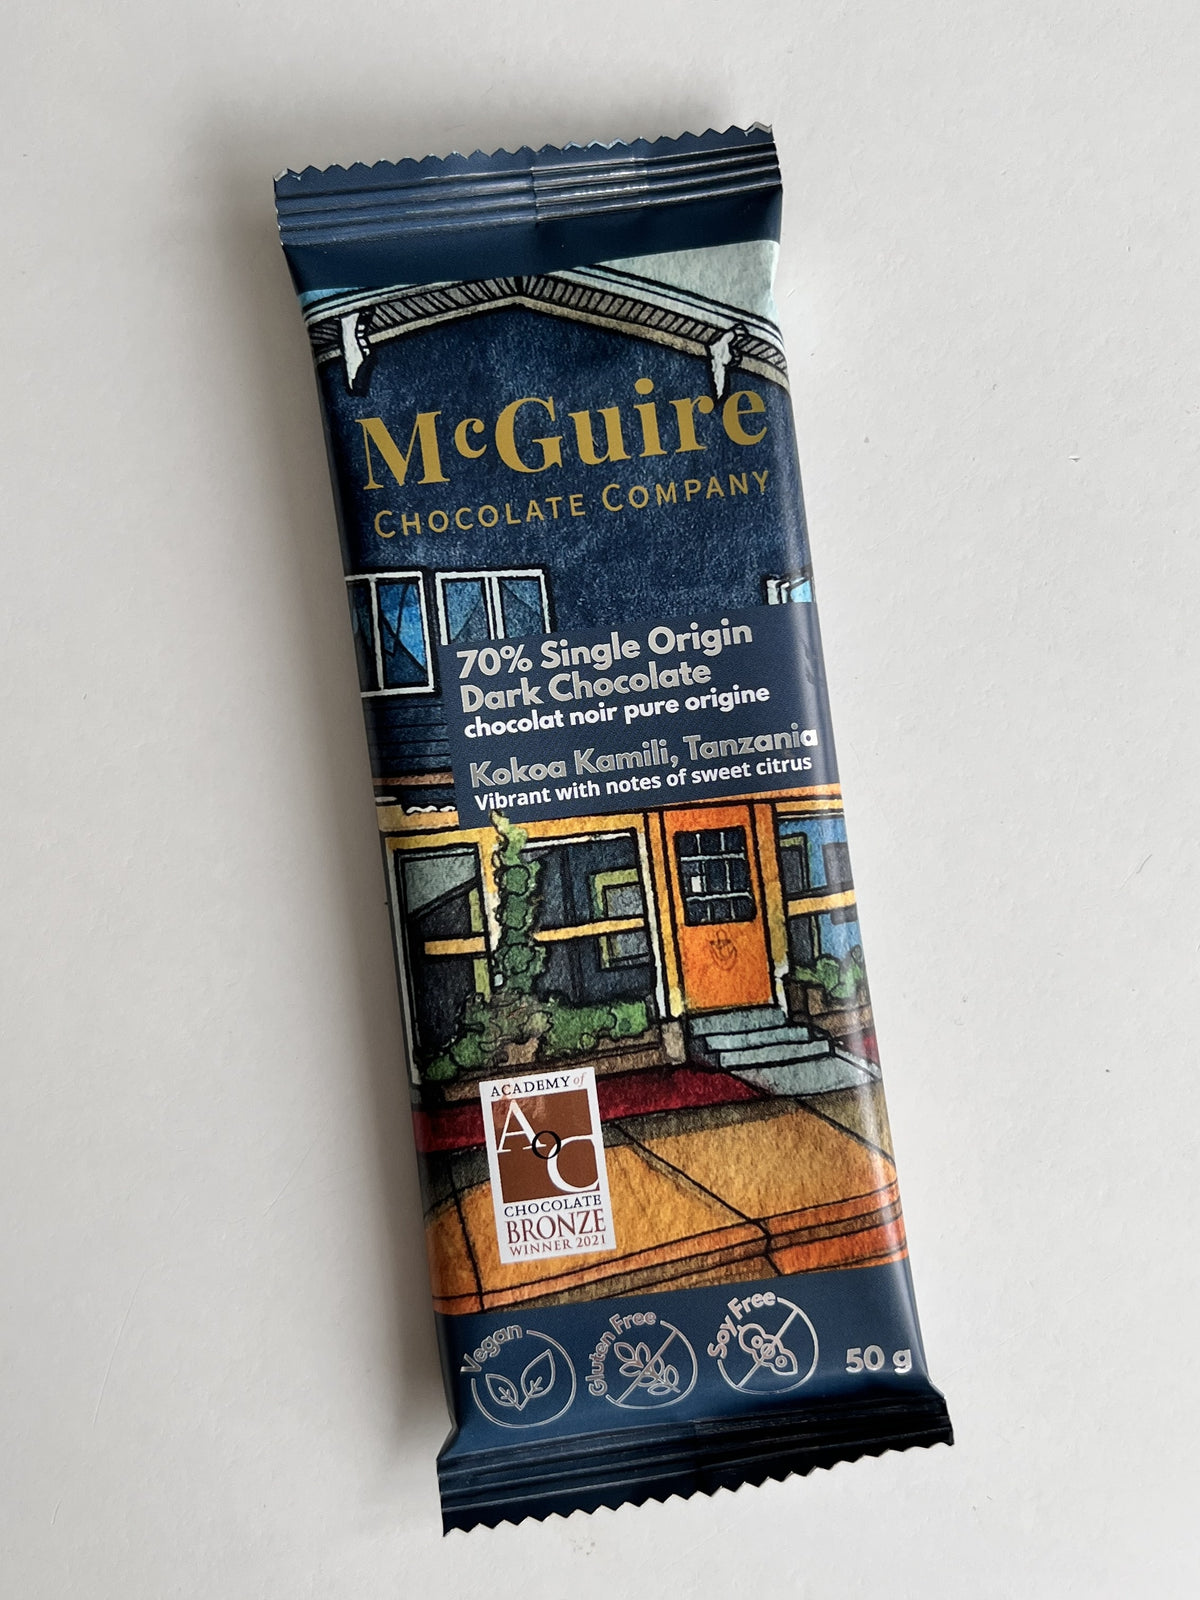 McGuire
Chocolate Company
70% Single Origin
Dark Chocolate
chocolat noir pure origine
Kokoa Kamili, Tanzania
Vibrant with notes of sweet citrus
ACADEMY of
AoC
CHOCOLATE
BRONZE
WINNER 2021
Vegan
Gluten Free
Soy Free
50 g